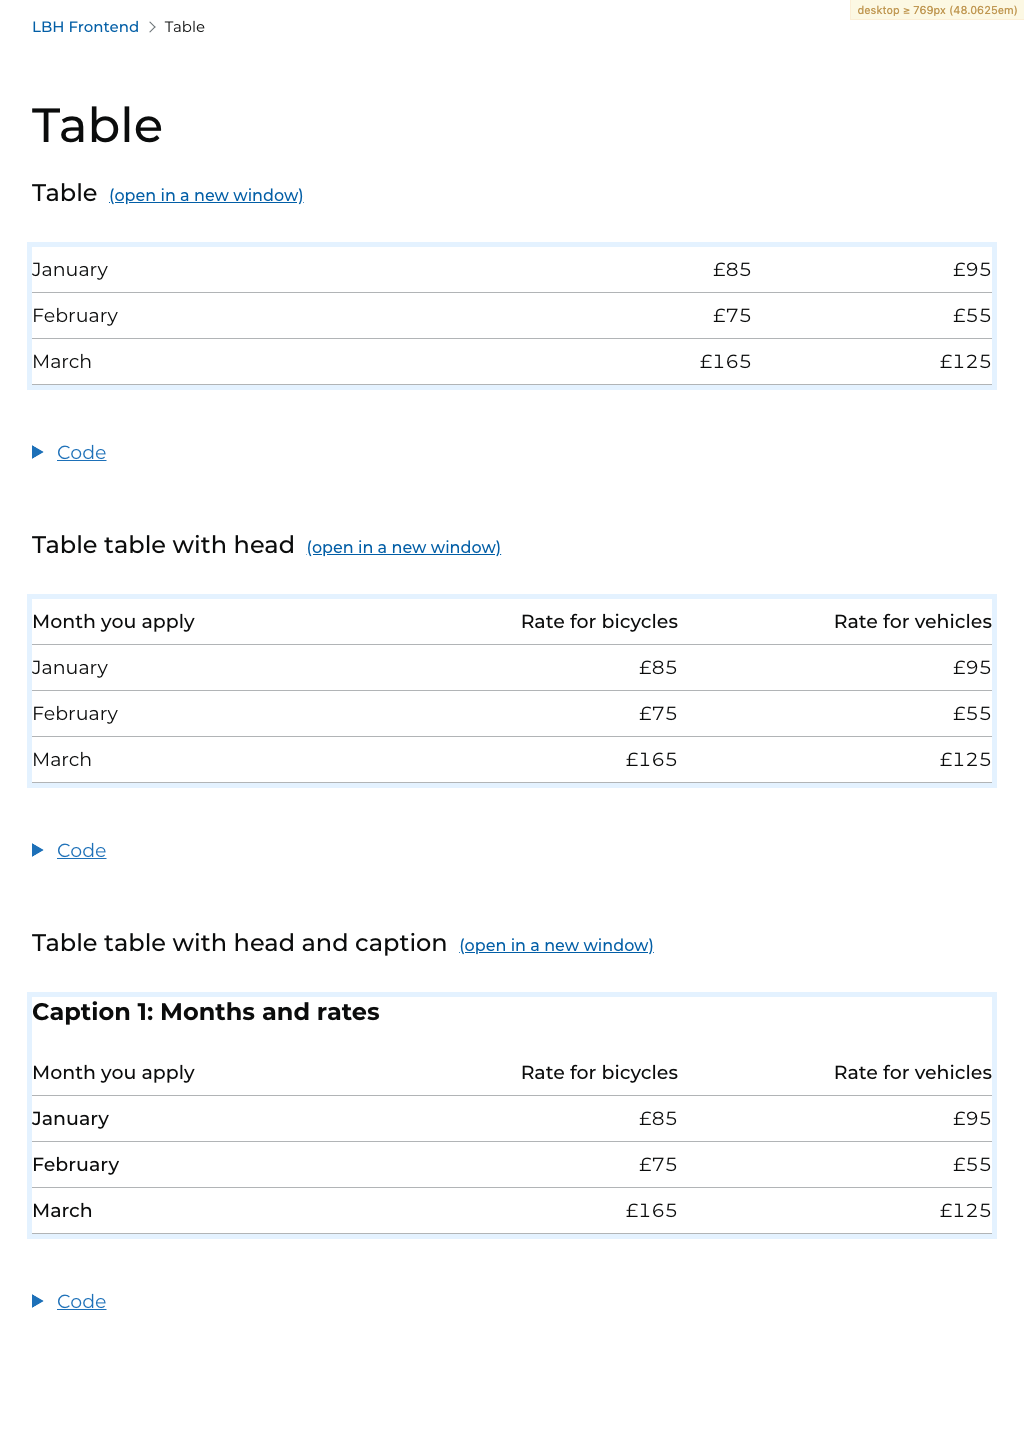 desktop ≥ 769px (48.0625em)
LBH Frontend > Table
Table
Table (open in a new window)
January £85 £95
February £75 £55
March £165 £125
Code
Table table with head (open in a new window)
Month you apply Rate for bicycles Rate for vehicles
January £85 £95
February £75 £55
March £165 £125
Code
Table table with head and caption (open in a new window)
Caption 1: Months and rates
Month you apply Rate for bicycles Rate for vehicles
January £85 £95
February £75 £55
March £165 £125
Code